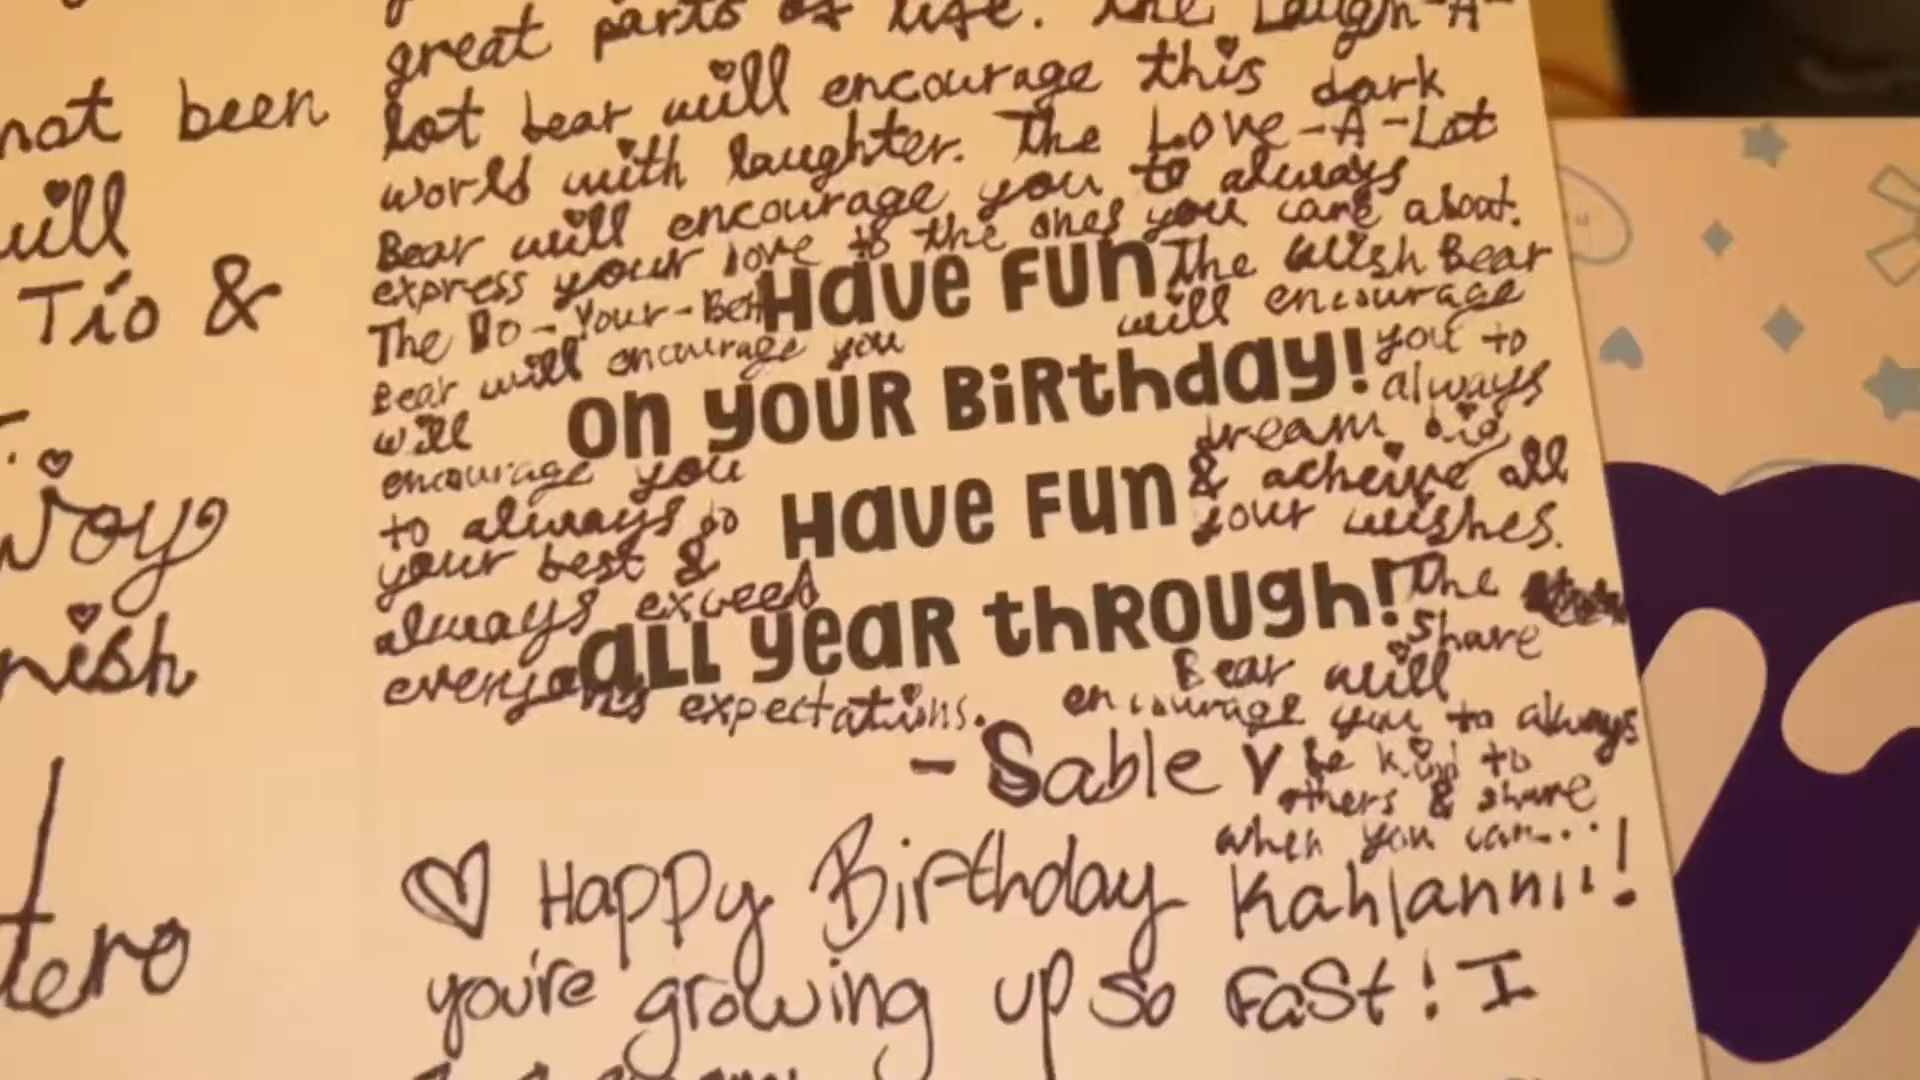 not been
will
Tío &
Joy
nish
tero
great parts of life. The Laugh-A-
lot bear will encourage this dark
world with laughter. The Love-A-Lot
Bear will encourage you to always
express your love to the ones you care about.
The Do-Your-Best
Bear will encourage you
will
encourage you
to always do
your best &
always exceed
everyone's expectations.
Have Fun
on your Birthday!
Have Fun
all year through!
The Wish Bear
will encourage
you to
always
dream big
& acheive all
your wishes.
The
Share
Bear will
encourage you to always
be kind to
others & share
when you can...
- Sable V
Happy Birthday Kahlanni!
you're growing up so fast! I